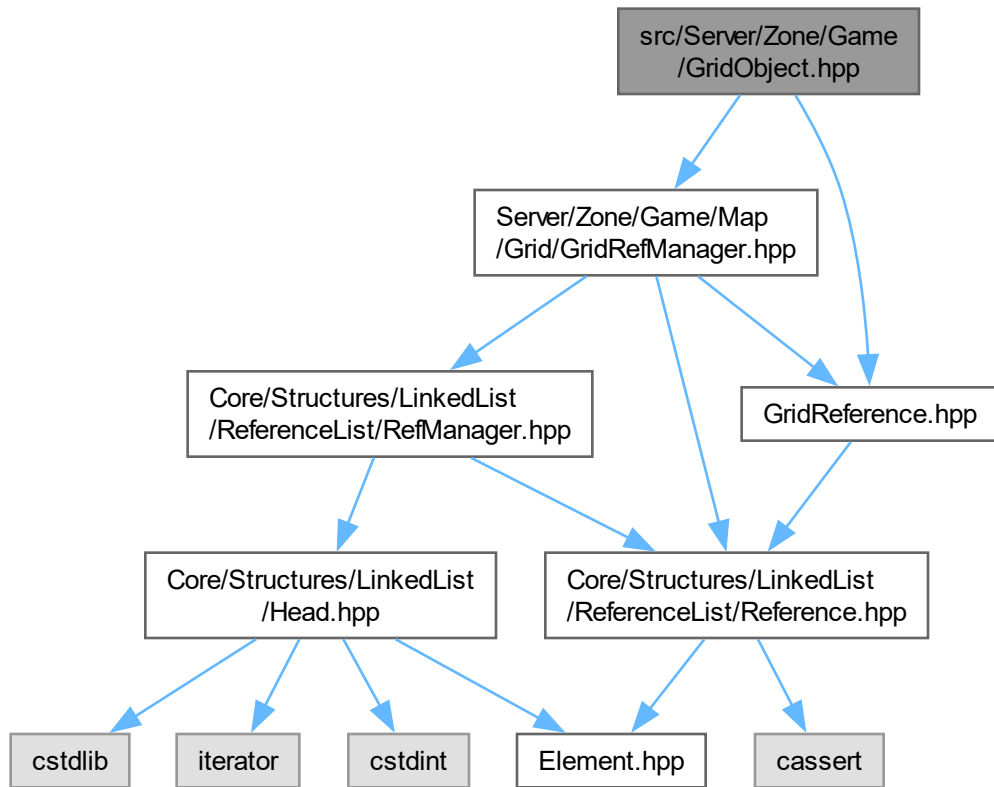 src/Server/Zone/Game
/GridObject.hpp
Server/Zone/Game/Map
/Grid/GridRefManager.hpp
Core/Structures/LinkedList
/ReferenceList/RefManager.hpp
GridReference.hpp
Core/Structures/LinkedList
/Head.hpp
Core/Structures/LinkedList
/ReferenceList/Reference.hpp
cstdlib
iterator
cstdint
Element.hpp
cassert